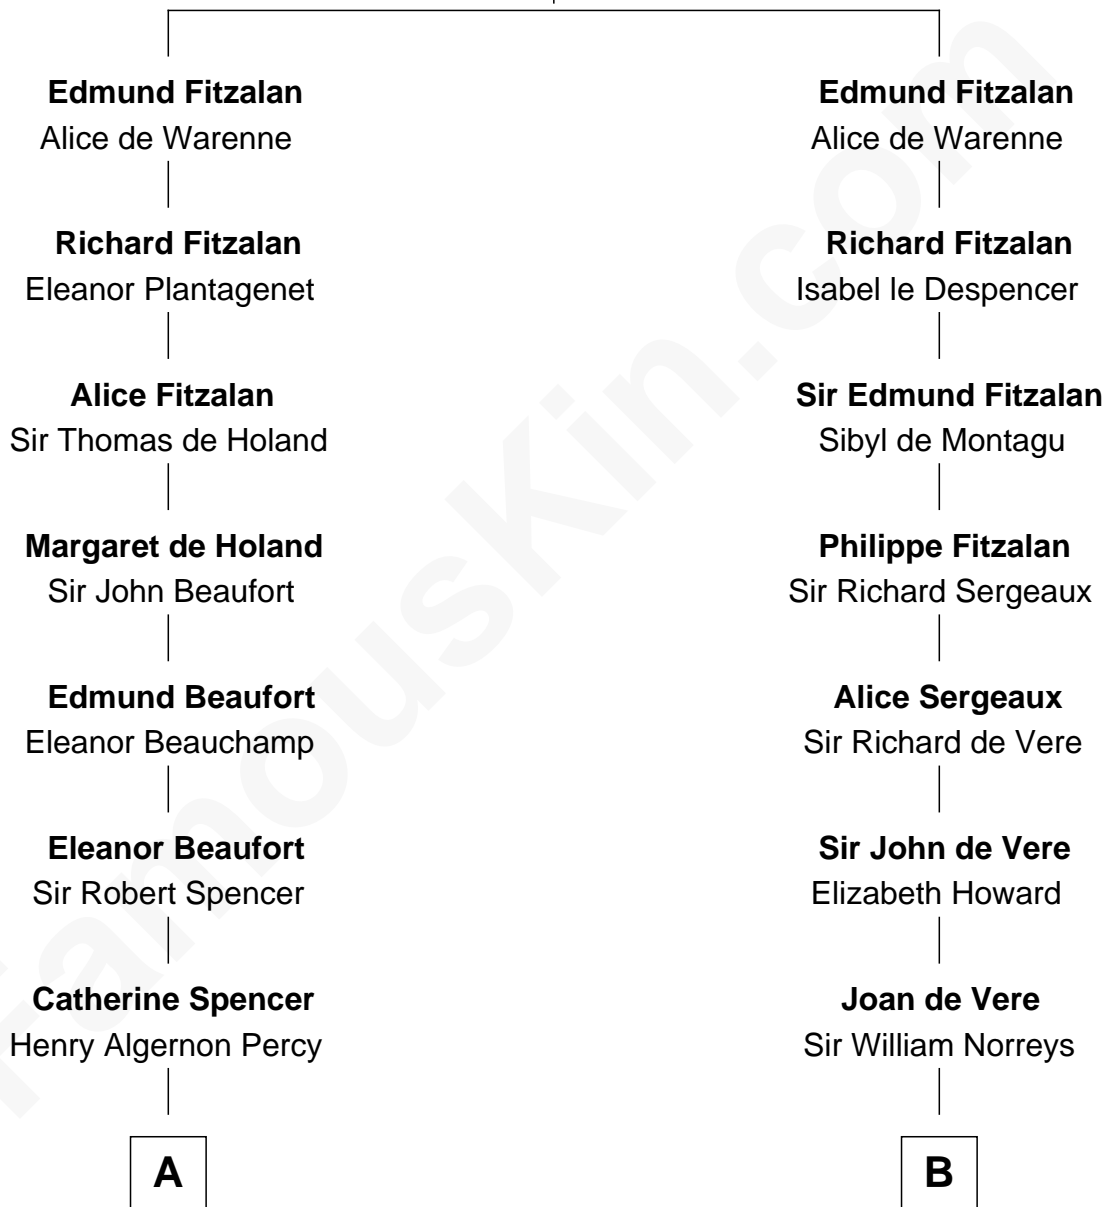 Edmund Fitzalan
Alice de Warenne
Richard Fitzalan
Eleanor Plantagenet
Alice Fitzalan
Sir Thomas de Holand
Margaret de Holand
Sir John Beaufort
Edmund Beaufort
Eleanor Beauchamp
Eleanor Beaufort
Sir Robert Spencer
Catherine Spencer
Henry Algernon Percy
A
Edmund Fitzalan
Alice de Warenne
Richard Fitzalan
Isabel le Despencer
Sir Edmund Fitzalan
Sibyl de Montagu
Philippe Fitzalan
Sir Richard Sergeaux
Alice Sergeaux
Sir Richard de Vere
Sir John de Vere
Elizabeth Howard
Joan de Vere
Sir William Norreys
B
FamousKin.com